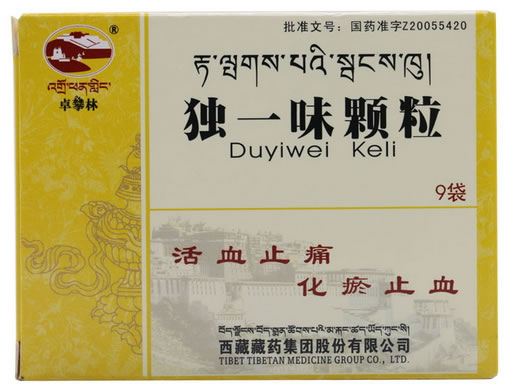 批准文号：国药准字Z20055420
®
འགྲོ་ཕན་གླིང་
卓攀林
རྟ་ལྤགས་པའི་སྦང་ས་ཁུ།
独一味颗粒
Duyiwei Keli
9袋
活血止痛
化瘀止血
西藏藏药集团股份有限公司
TIBET TIBETAN MEDICINE GROUP CO., LTD.